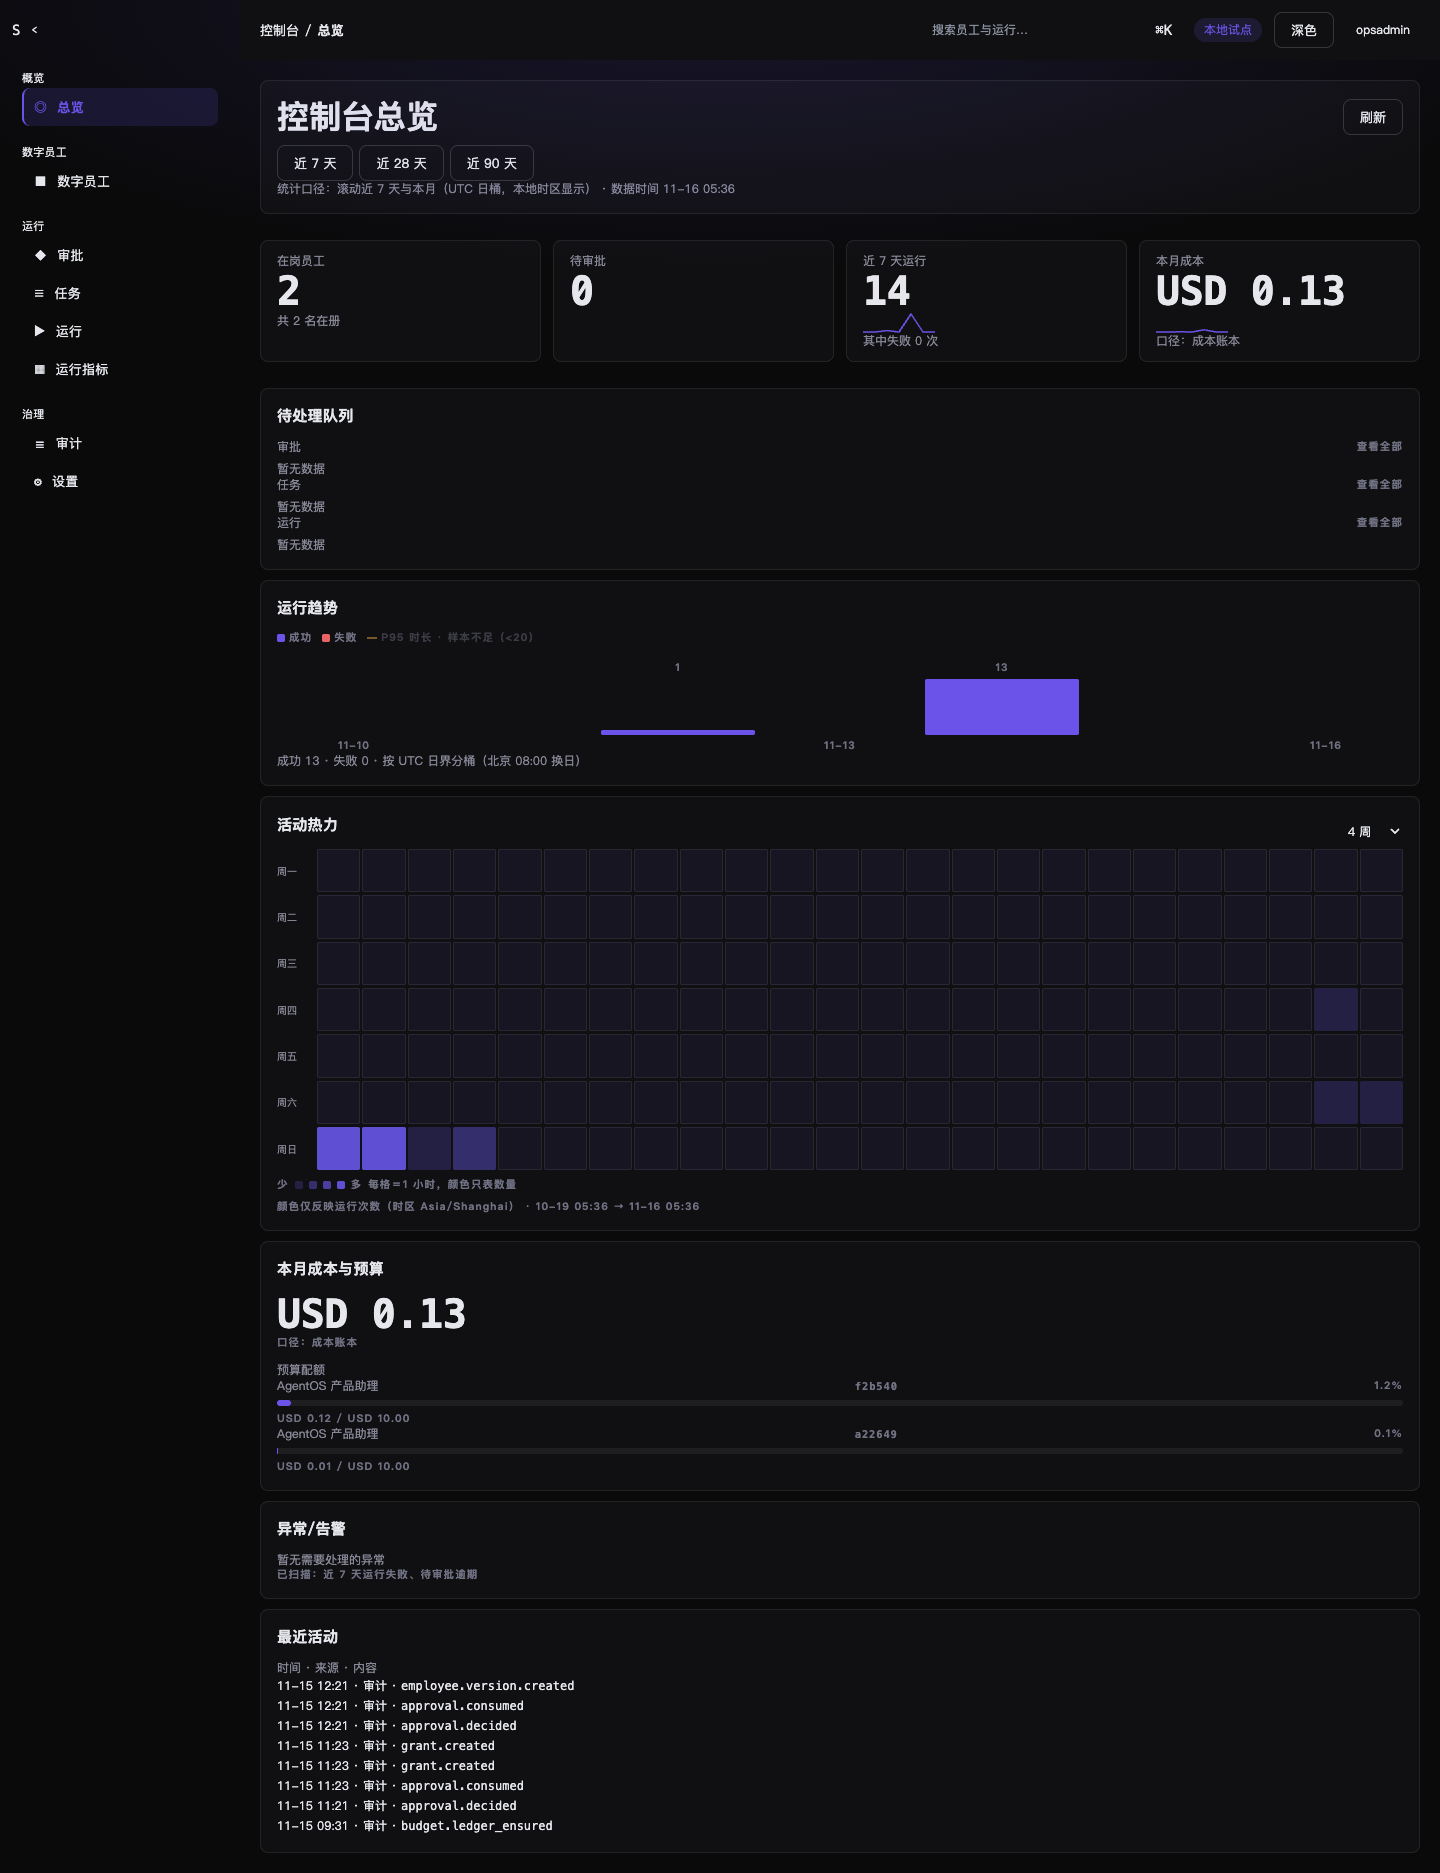 S <
概览
◎ 总览
数字员工
■ 数字员工
运行
◆ 审批
≡ 任务
▶ 运行
▦ 运行指标
治理
≡ 审计
⚙ 设置
控制台 / 总览
搜索员工与运行…
⌘K
本地试点
深色
opsadmin
控制台总览
刷新
近 7 天
近 28 天
近 90 天
统计口径：滚动近 7 天与本月（UTC 日桶，本地时区显示） · 数据时间 11-16 05:36
在岗员工
2
共 2 名在册
待审批
0
近 7 天运行
14
其中失败 0 次
本月成本
USD 0.13
口径：成本账本
待处理队列
审批 查看全部
暂无数据
任务 查看全部
暂无数据
运行 查看全部
暂无数据
运行趋势
成功 失败 P95 时长 · 样本不足 (<20)
1 13
11-10 11-13 11-16
成功 13 · 失败 0 · 按 UTC 日界分桶（北京 08:00 换日）
活动热力
4 周
周一
周二
周三
周四
周五
周六
周日
少 多 每格=1 小时，颜色只表数量
颜色仅反映运行次数（时区 Asia/Shanghai） · 10-19 05:36 → 11-16 05:36
本月成本与预算
USD 0.13
口径：成本账本
预算配额
AgentOS 产品助理 f2b540 1.2%
USD 0.12 / USD 10.00
AgentOS 产品助理 a22649 0.1%
USD 0.01 / USD 10.00
异常/告警
暂无需要处理的异常
已扫描：近 7 天运行失败、待审批逾期
最近活动
时间 · 来源 · 内容
11-15 12:21 · 审计 · employee.version.created
11-15 12:21 · 审计 · approval.consumed
11-15 12:21 · 审计 · approval.decided
11-15 11:23 · 审计 · grant.created
11-15 11:23 · 审计 · grant.created
11-15 11:23 · 审计 · approval.consumed
11-15 11:21 · 审计 · approval.decided
11-15 09:31 · 审计 · budget.ledger_ensured